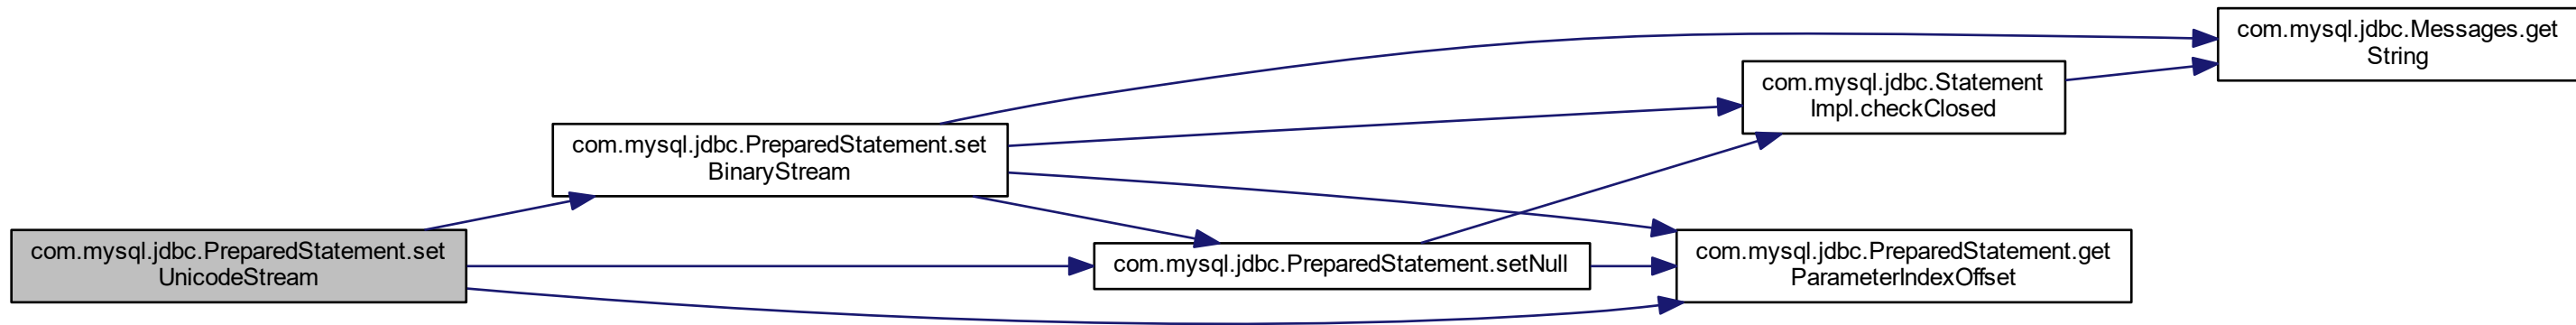 com.mysql.jdbc.Messages.get
String
com.mysql.jdbc.Statement
Impl.checkClosed
com.mysql.jdbc.PreparedStatement.set
BinaryStream
com.mysql.jdbc.PreparedStatement.set
UnicodeStream
com.mysql.jdbc.PreparedStatement.setNull
com.mysql.jdbc.PreparedStatement.get
ParameterIndexOffset